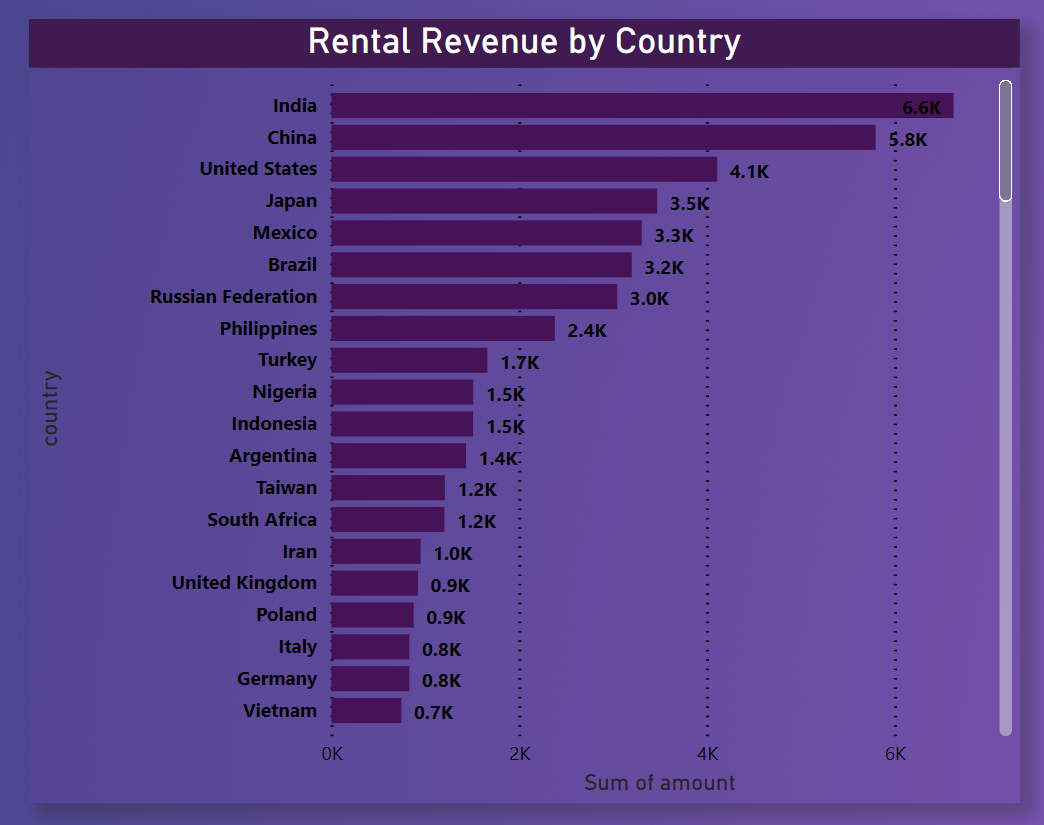 Rental Revenue by Country
country
India 6.6K
China 5.8K
United States 4.1K
Japan 3.5K
Mexico 3.3K
Brazil 3.2K
Russian Federation 3.0K
Philippines 2.4K
Turkey 1.7K
Nigeria 1.5K
Indonesia 1.5K
Argentina 1.4K
Taiwan 1.2K
South Africa 1.2K
Iran 1.0K
United Kingdom 0.9K
Poland 0.9K
Italy 0.8K
Germany 0.8K
Vietnam 0.7K
0K 2K 4K 6K
Sum of amount